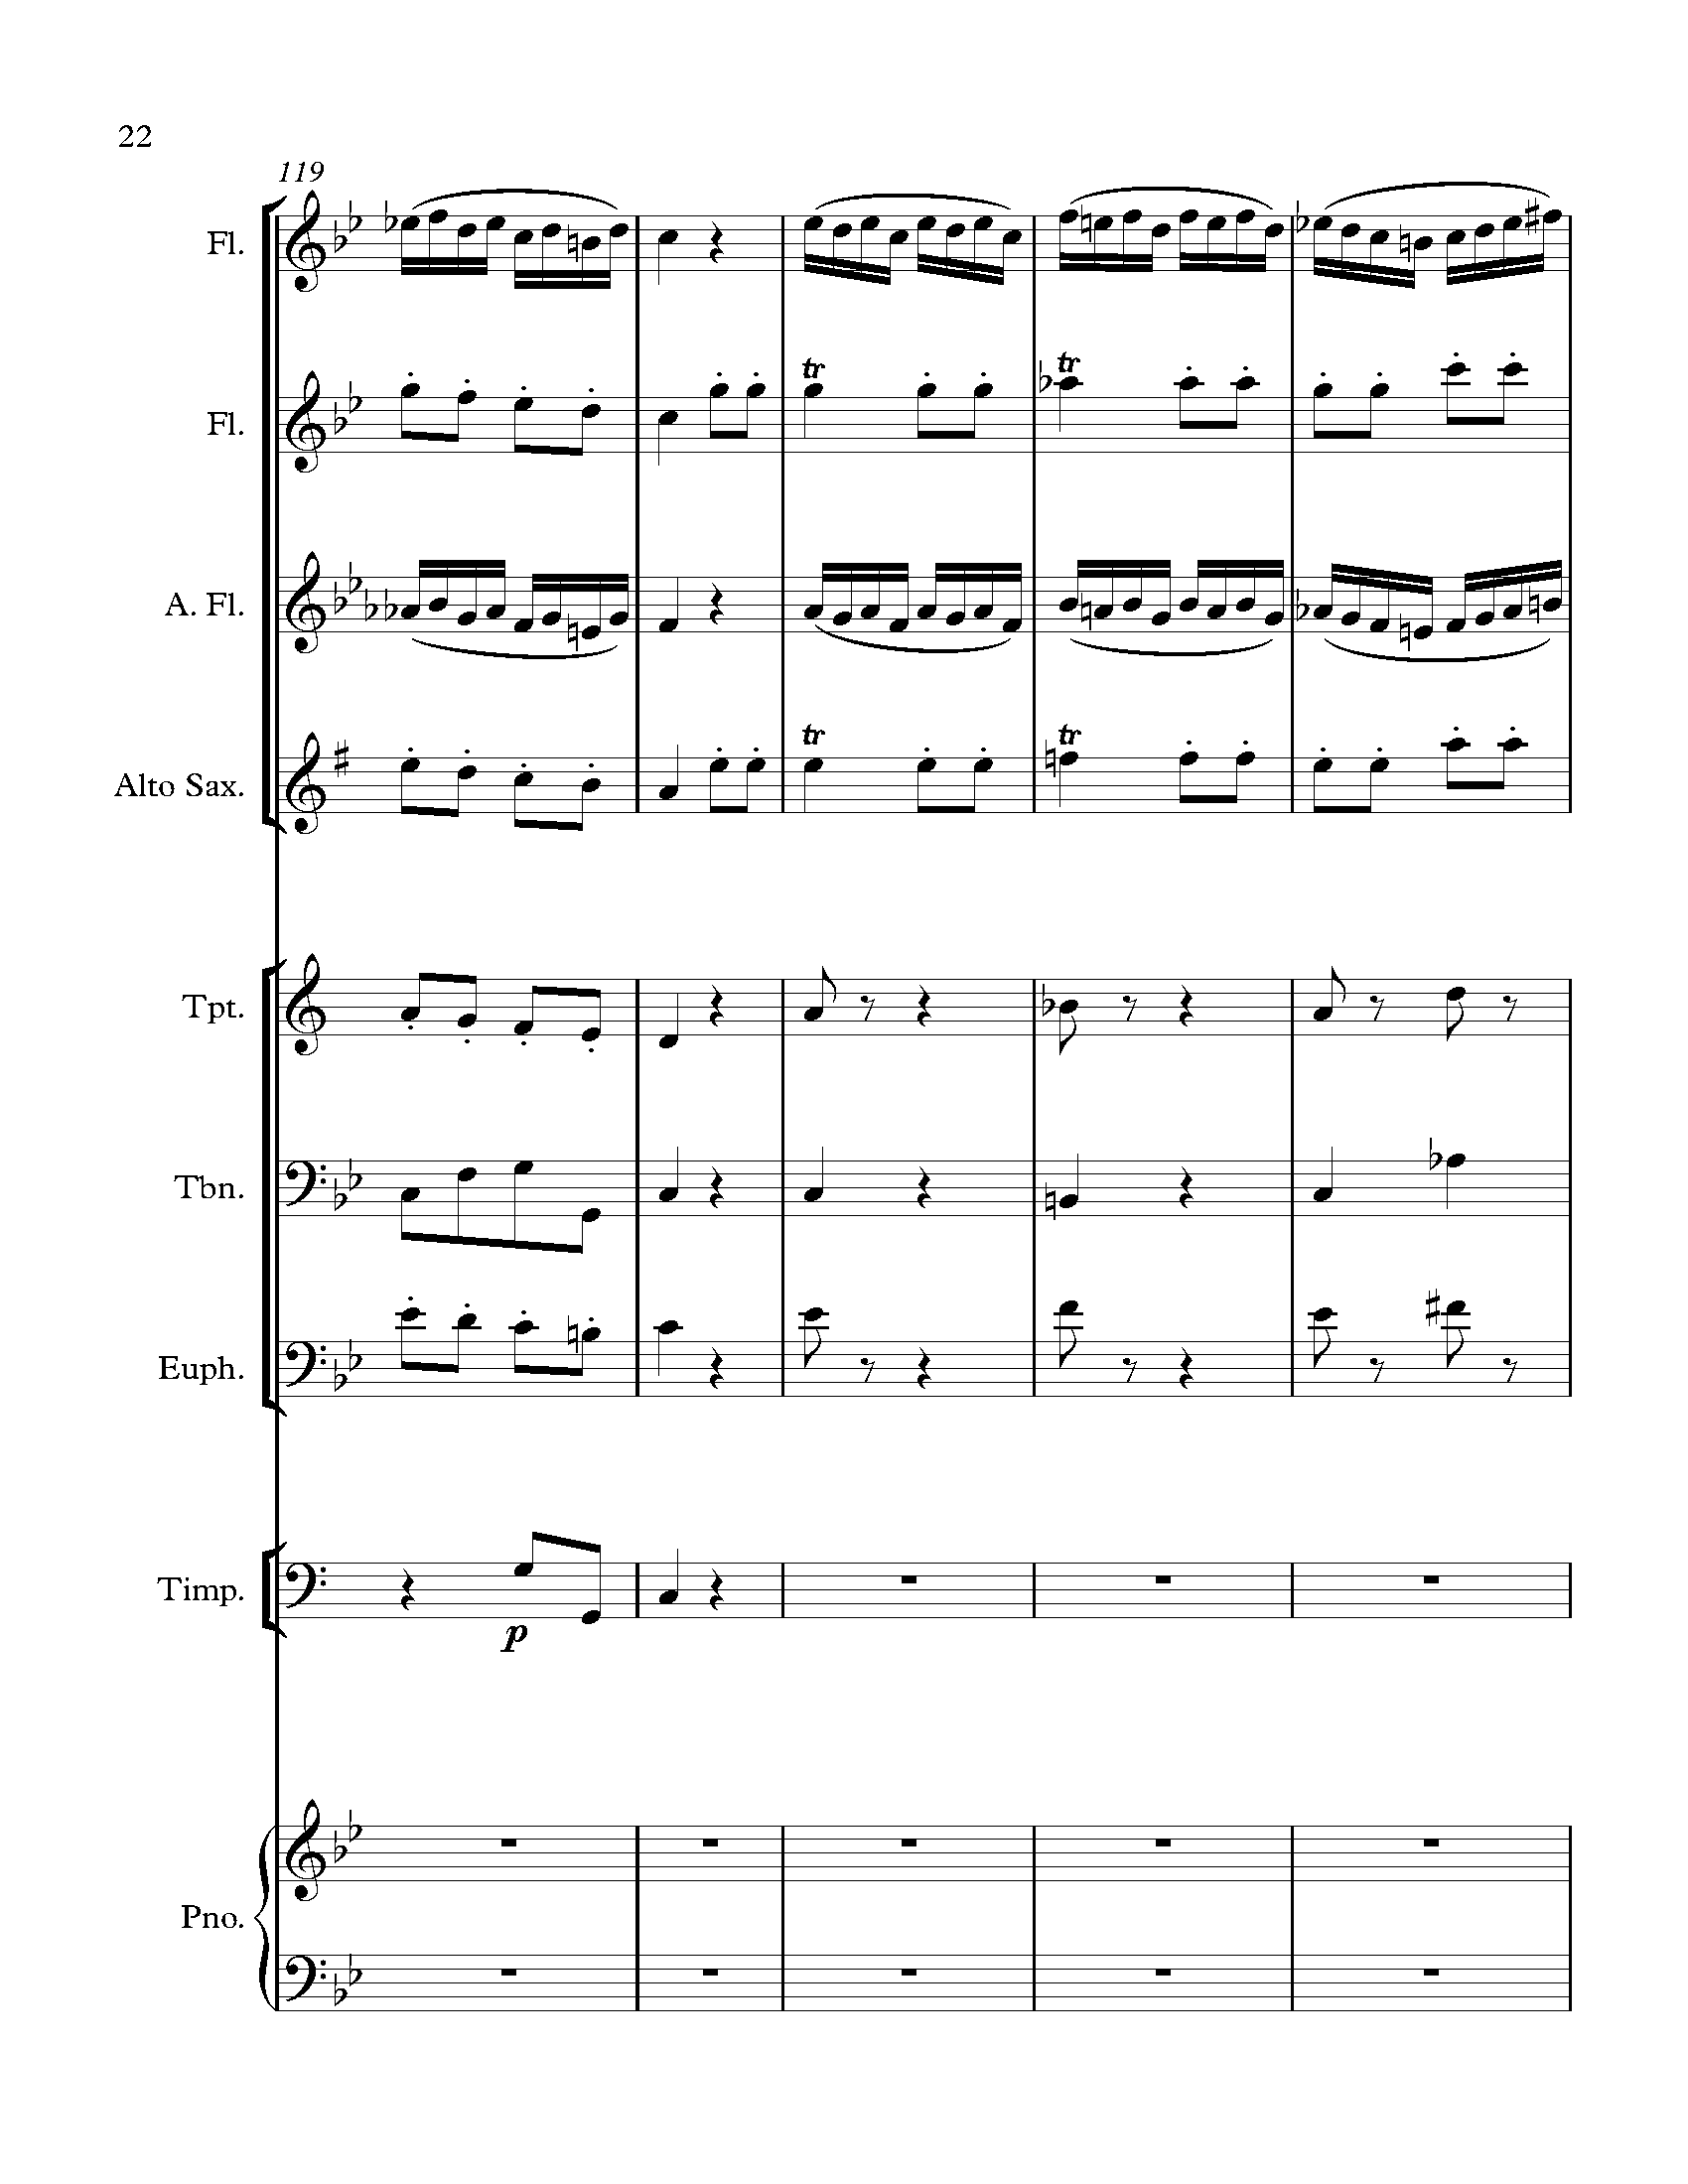 22
119
Fl.
tr
tr
Fl.
A. Fl.
tr
tr
Alto Sax.
Tpt.
Tbn.
Euph.
Timp.
p
Pno.